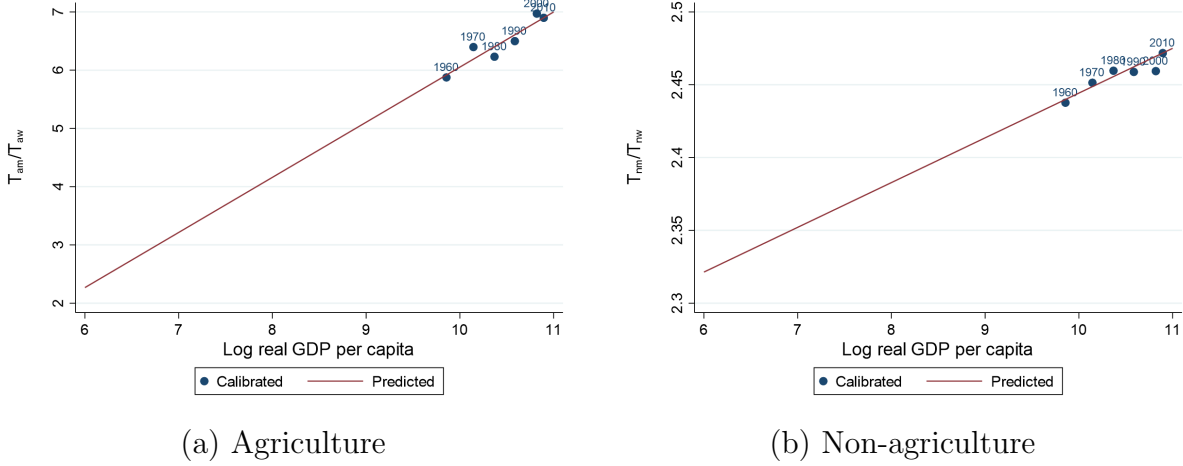 7
6
5
4
3
2
T_am/T_aw
2000
2010
1990
1970
1980
1960
6 7 8 9 10 11
Log real GDP per capita
Calibrated Predicted
(a) Agriculture
2.5
2.45
2.4
2.35
2.3
T_nm/T_nw
2010
1980 1990 2000
1970
1960
6 7 8 9 10 11
Log real GDP per capita
Calibrated Predicted
(b) Non-agriculture